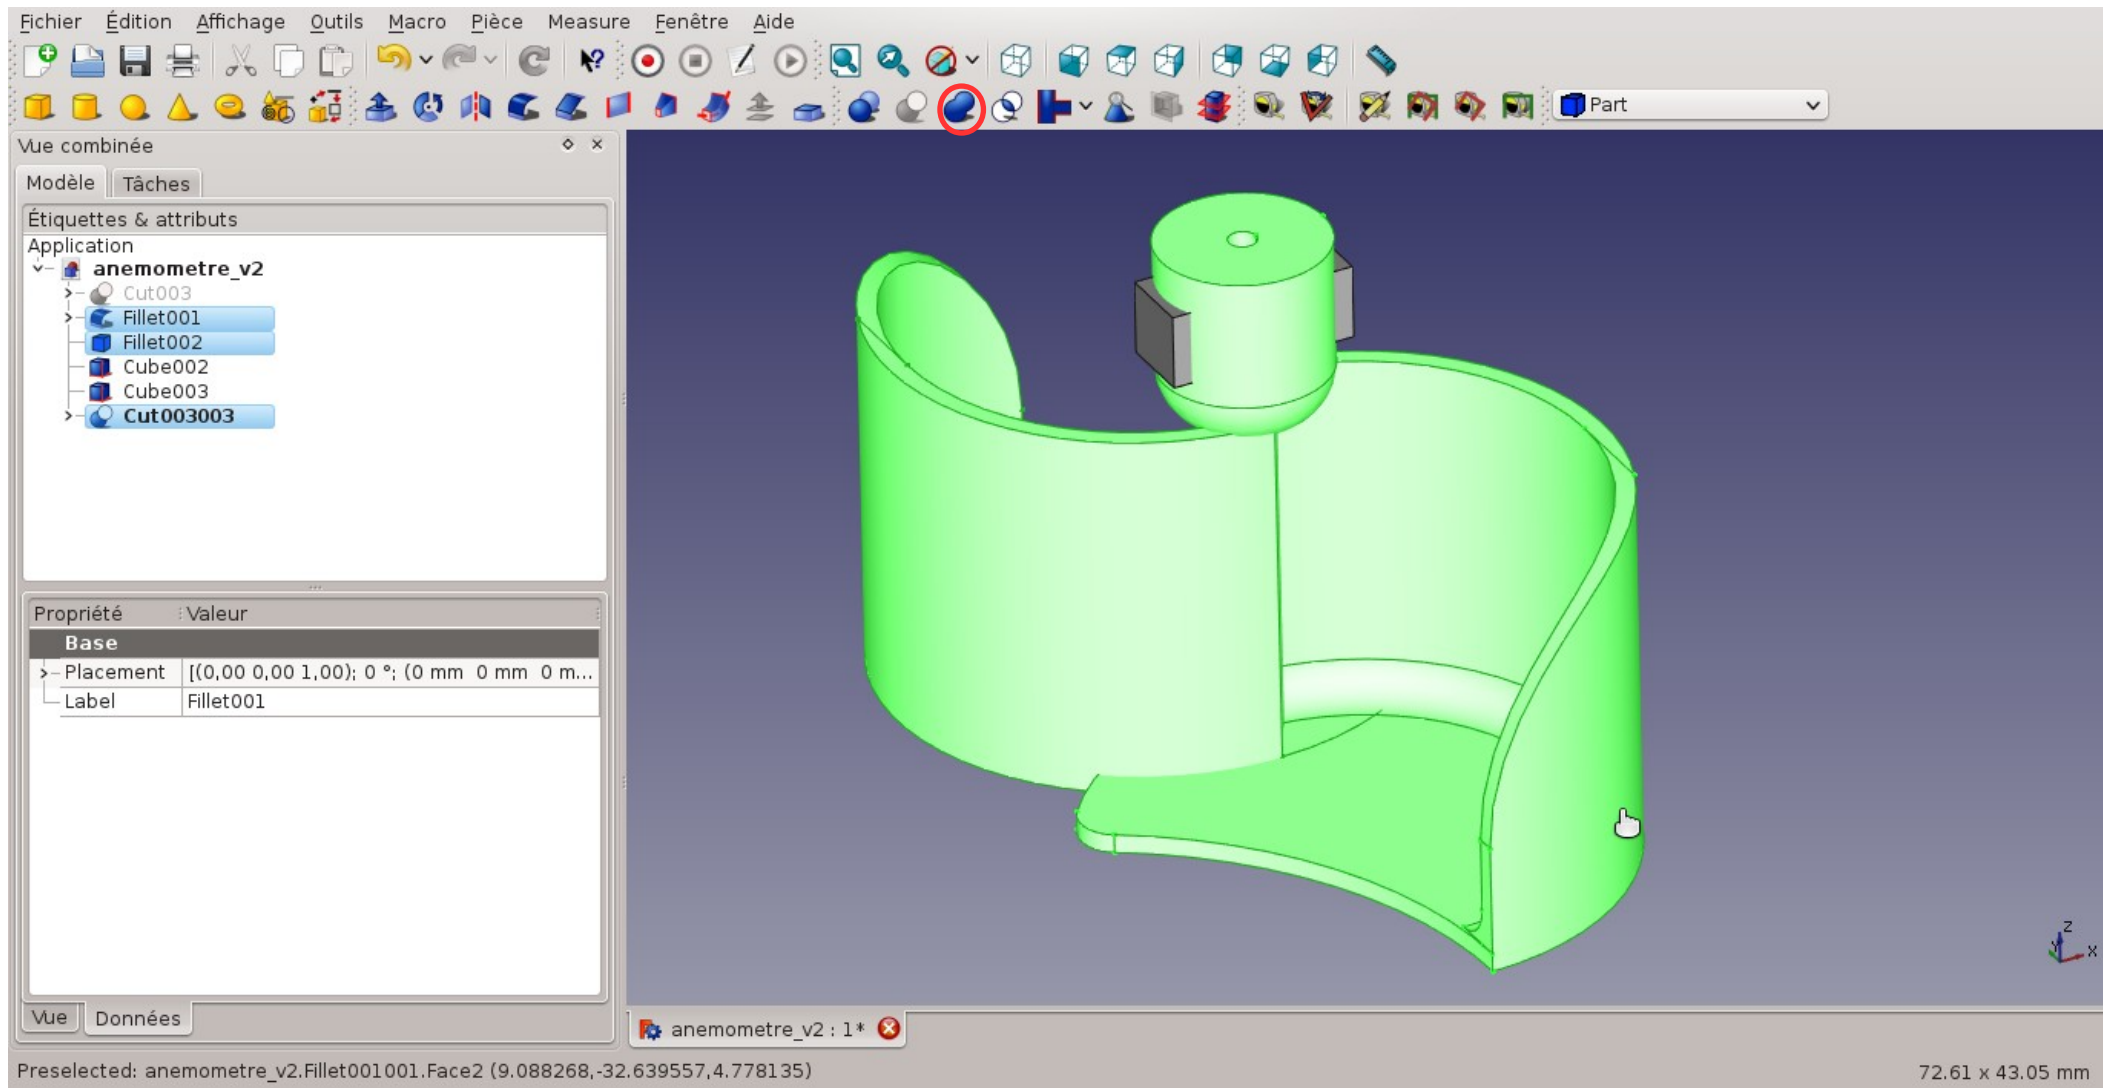 Fichier Édition Affichage Outils Macro Pièce Measure Fenêtre Aide
Part
Vue combinée
Modèle Tâches
Étiquettes & attributs
Application
anemometre_v2
Cut003
Fillet001
Fillet002
Cube002
Cube003
Cut003003
Propriété Valeur
Base
Placement [(0,00 0,00 1,00); 0 °; (0 mm 0 mm 0 m...
Label Fillet001
Vue Données
anemometre_v2 : 1*
Z
Y
X
Preselected: anemometre_v2.Fillet001001.Face2 (9.088268,-32.639557,4.778135)
72.61 x 43.05 mm